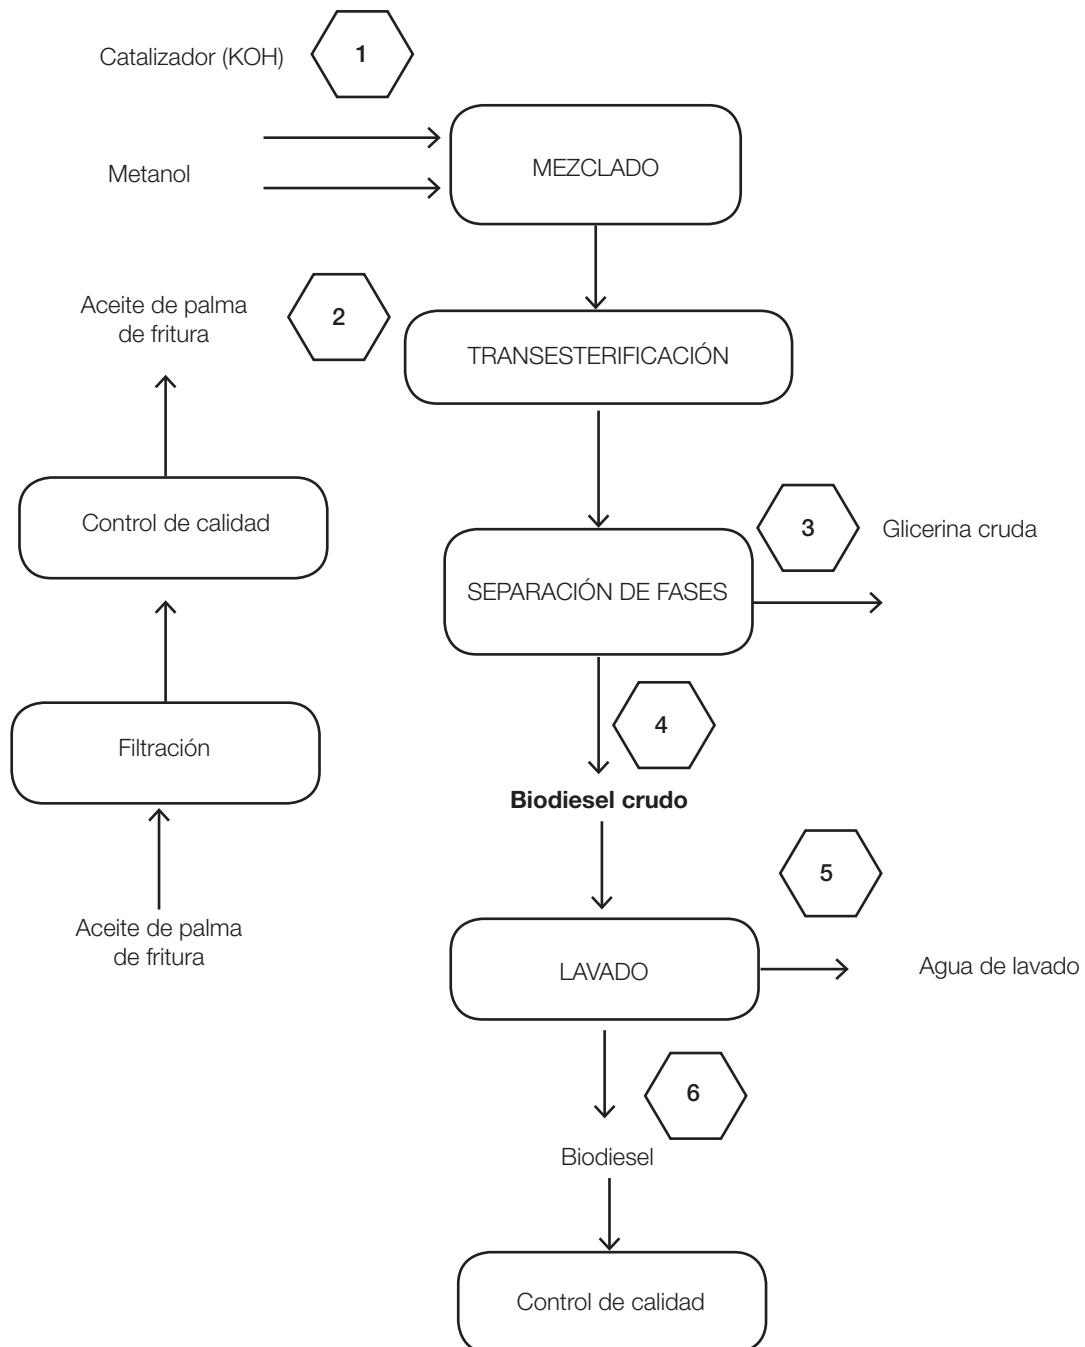 Catalizador (KOH)
1
Metanol
MEZCLADO
Aceite de palma
de fritura
2
TRANSESTERIFICACIÓN
Control de calidad
3
Glicerina cruda
SEPARACIÓN DE FASES
4
Filtración
Biodiesel crudo
5
Aceite de palma
de fritura
LAVADO
Agua de lavado
6
Biodiesel
Control de calidad